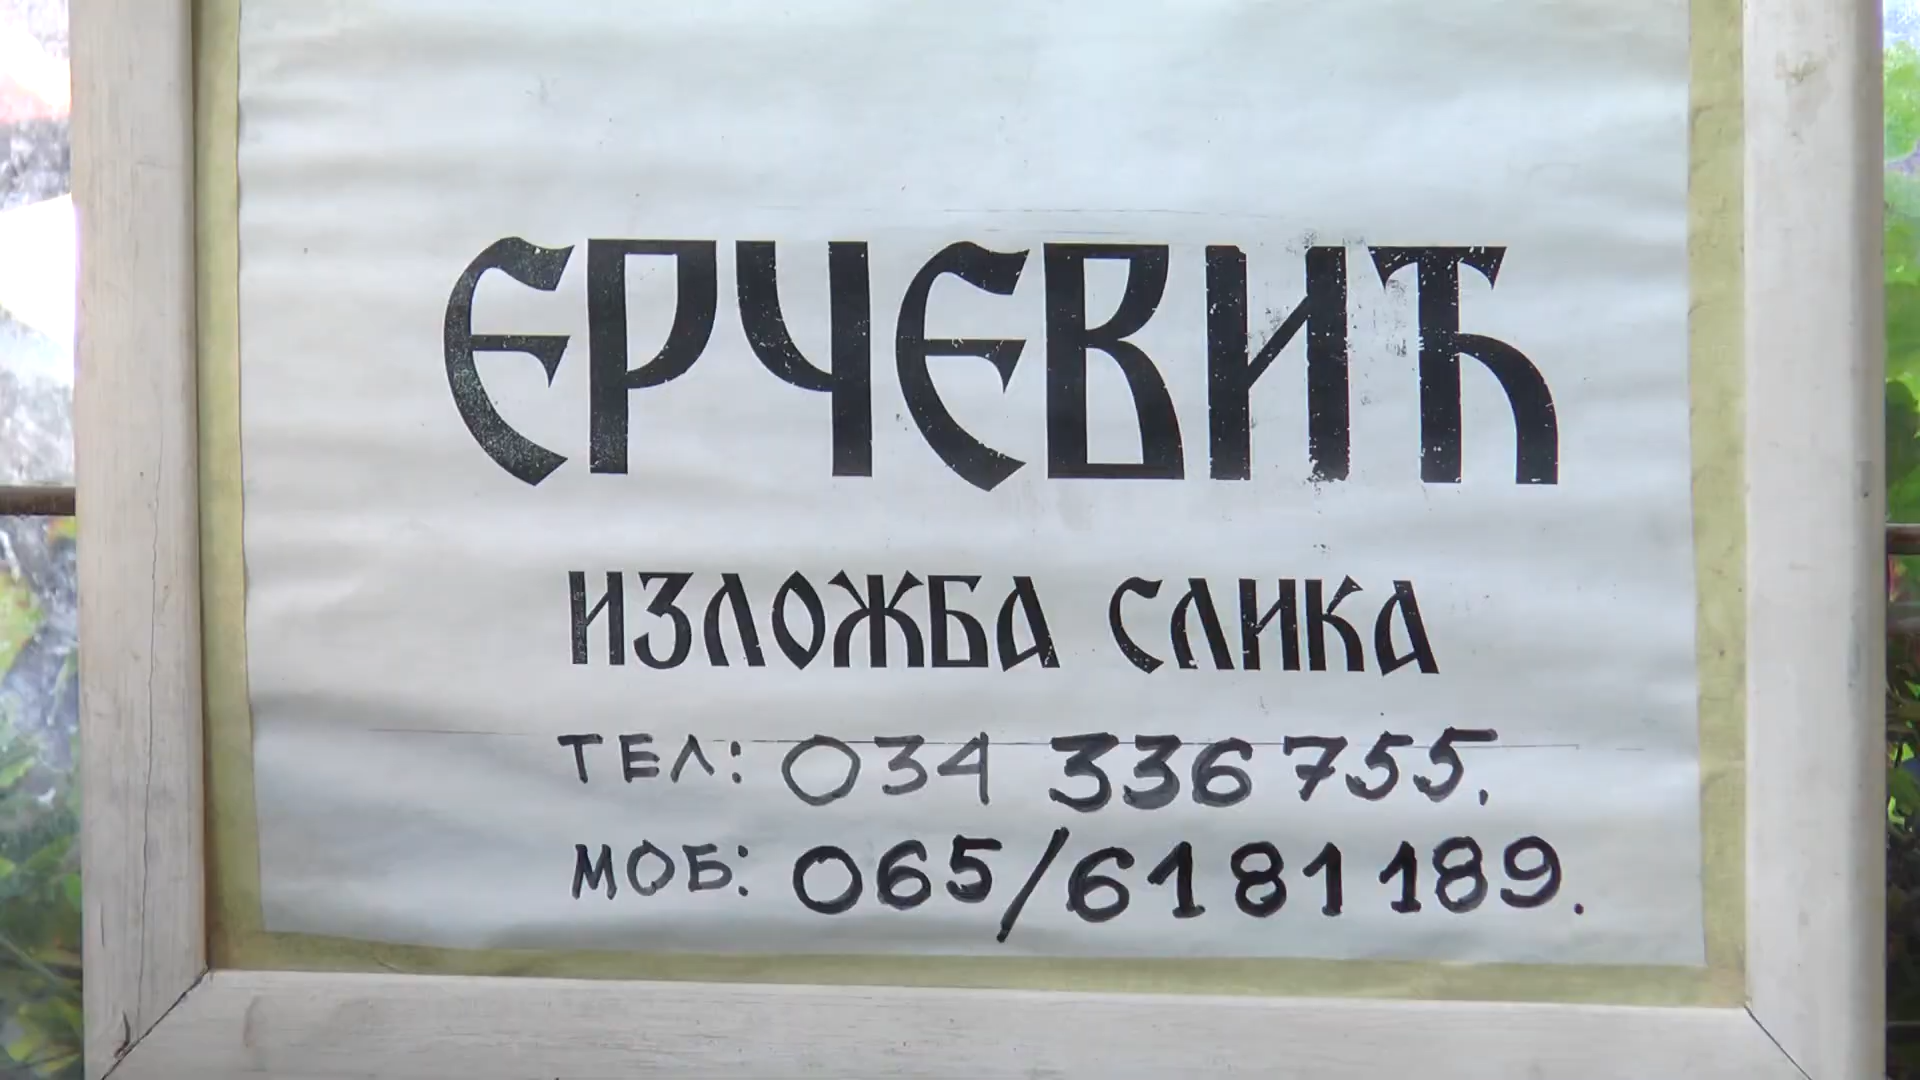 ЕРЧЕВИЋ
ИЗЛОЖБА СЛИКА
ТЕЛ: 034 336 755.
МОБ: 065/6181189.